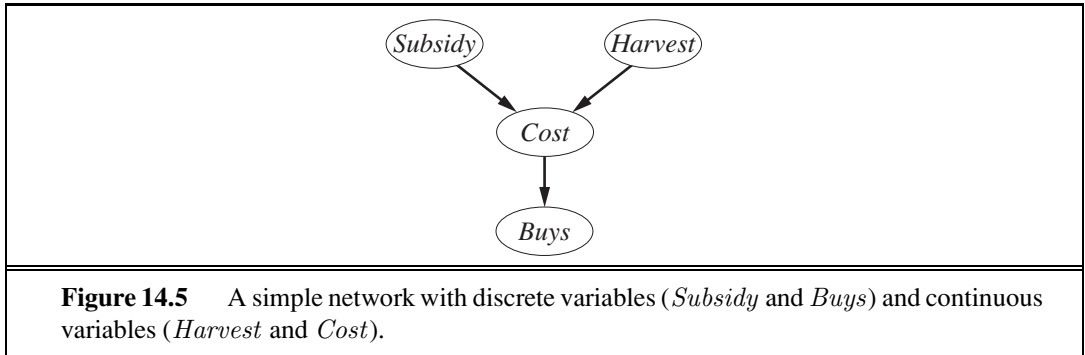 Subsidy Harvest
Cost
Buys
Figure 14.5 A simple network with discrete variables (Subsidy and Buys) and continuous
variables (Harvest and Cost).